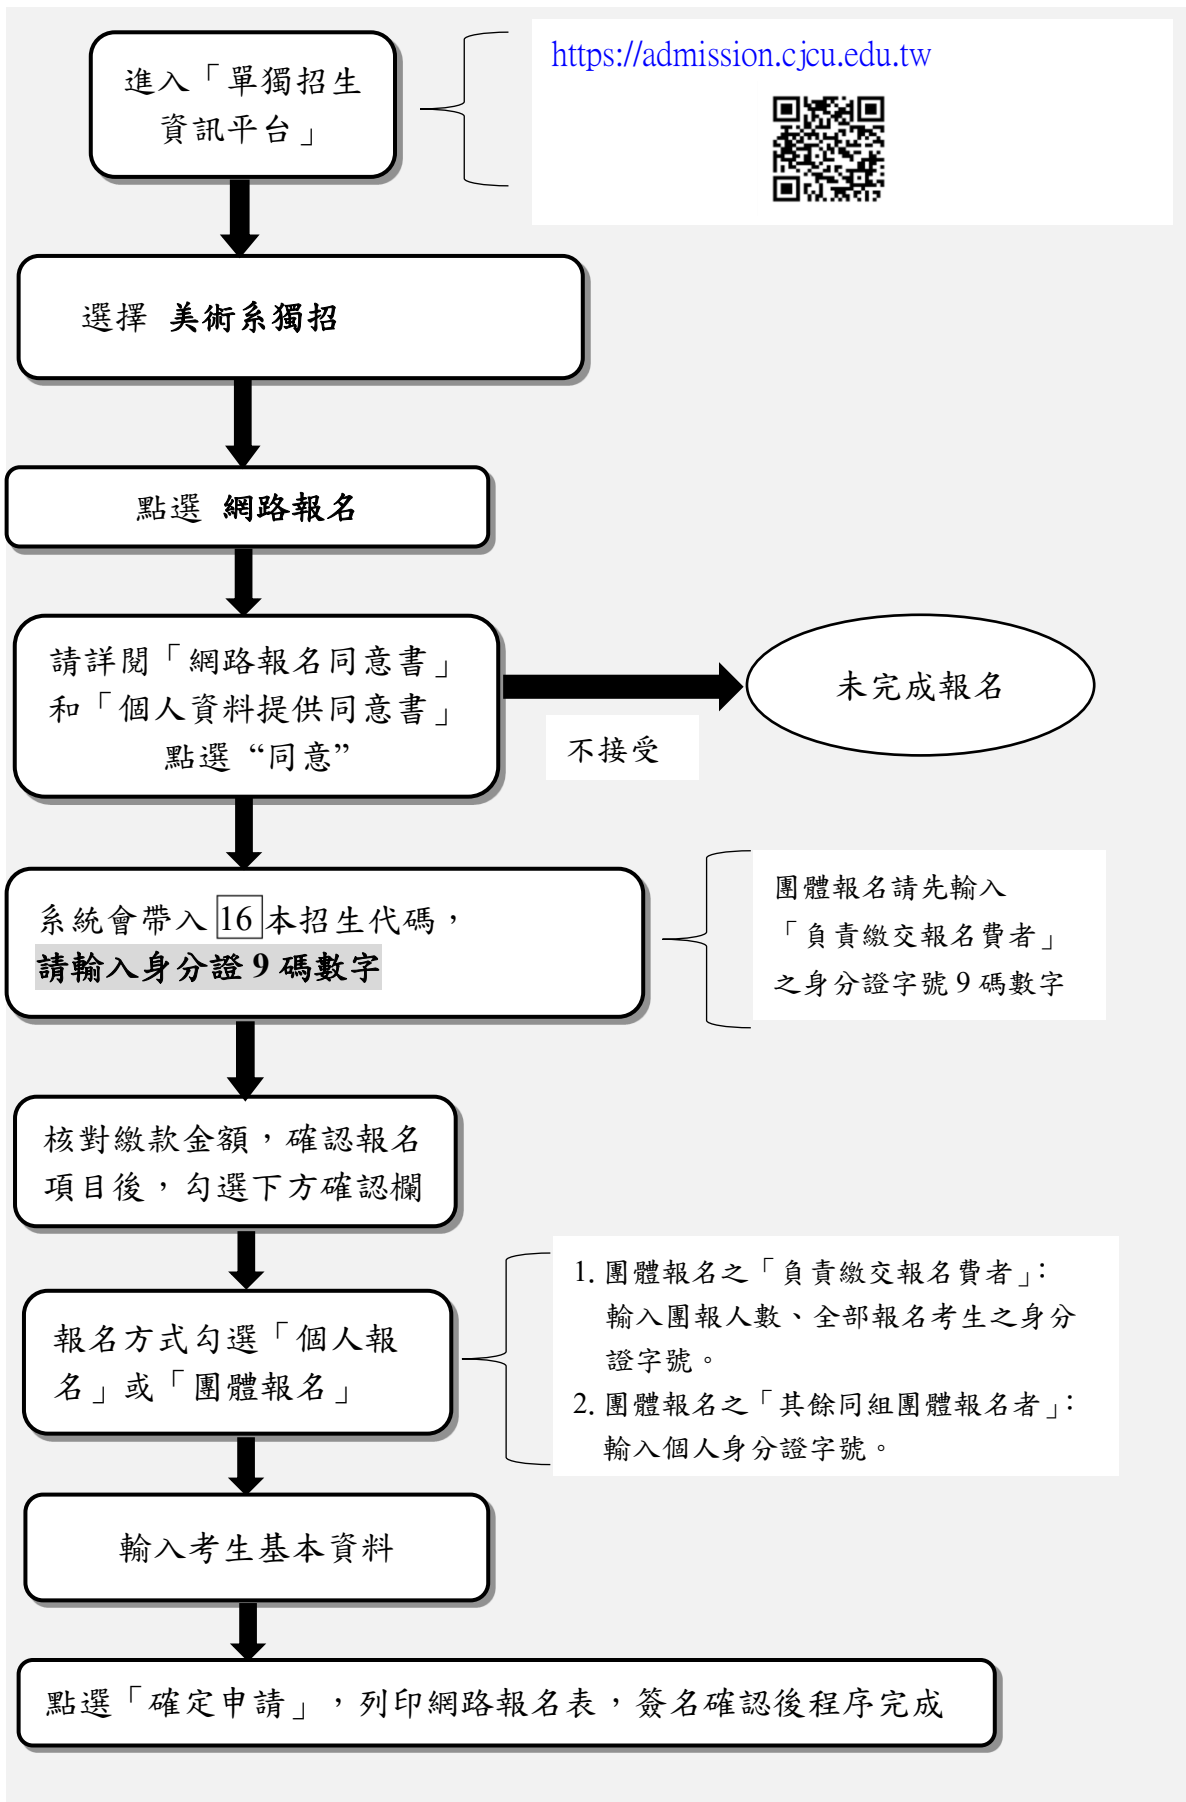 進入「單獨招生
資訊平台」
https://admission.cjcu.edu.tw
選擇 美術系獨招
點選 網路報名
請詳閱「網路報名同意書」
和「個人資料提供同意書」
點選 “同意”
不接受
未完成報名
系統會帶入 16 本招生代碼，
請輸入身分證 9 碼數字
團體報名請先輸入
「負責繳交報名費者」
之身分證字號 9 碼數字
核對繳款金額，確認報名
項目後，勾選下方確認欄
報名方式勾選「個人報
名」或「團體報名」
1. 團體報名之「負責繳交報名費者」：
輸入團報人數、全部報名考生之身分
證字號。
2. 團體報名之「其餘同組團體報名者」：
輸入個人身分證字號。
輸入考生基本資料
點選「確定申請」，列印網路報名表，簽名確認後程序完成